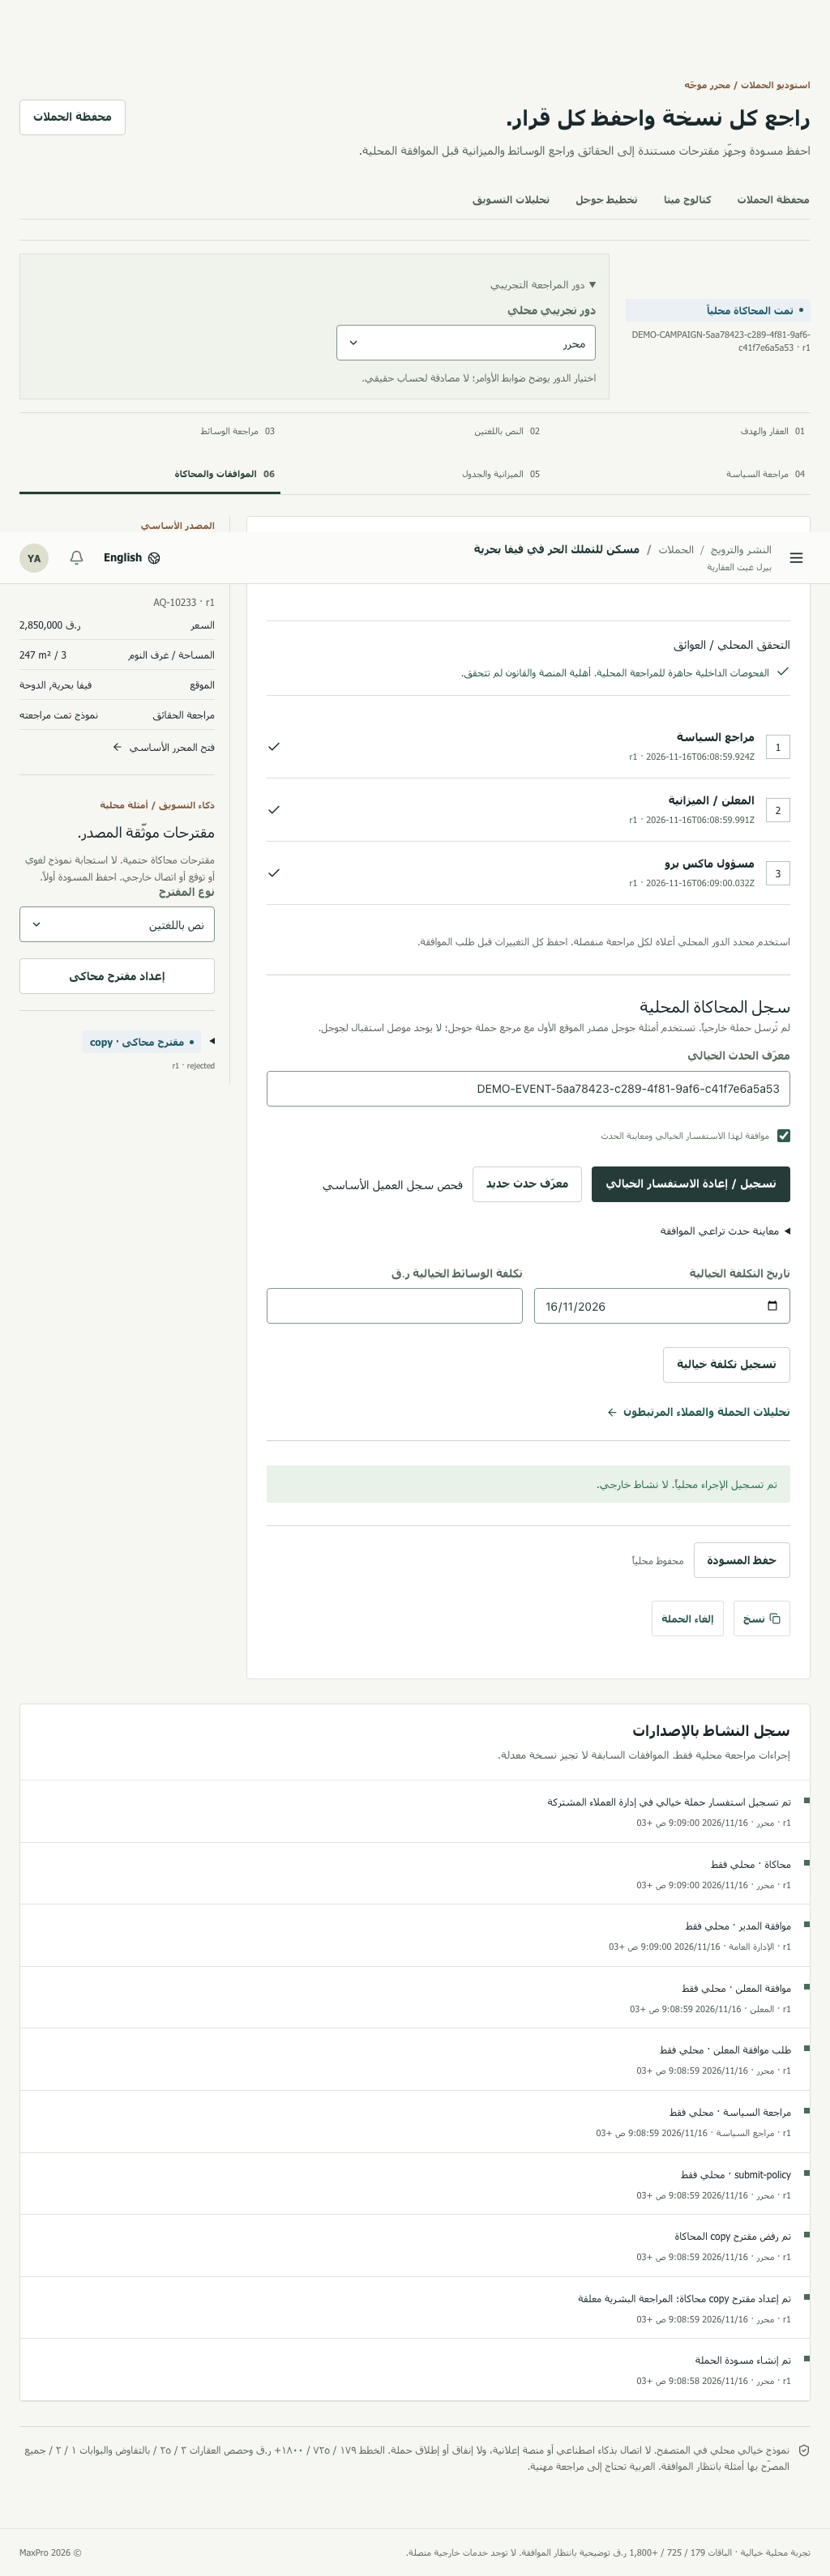 استوديو الحملات / محرر موجّه
راجع كل نسخة واحفظ كل قرار.
محفظة الحملات
احفظ مسودة وجهّز مقترحات مستندة إلى الحقائق وراجع الوسائط والميزانية قبل الموافقة المحلية.
محفظة الحملات
كتالوج ميتا
تخطيط جوجل
تحليلات التسويق
تمت المحاكاة محلياً
DEMO-CAMPAIGN-5aa78423-c289-4f81-9af6-
c41f7e6a5a53 · r1
دور المراجعة التجريبي
دور تجريبي محلي
محرر
اختيار الدور يوضح ضوابط الأوامر؛ لا مصادقة لحساب حقيقي.
01 العقار والهدف
02 النص باللغتين
03 مراجعة الوسائط
04 مراجعة السياسة
05 الميزانية والجدول
06 الموافقات والمحاكاة
المصدر الأساسي
النشر والترويج / الحملات / مسكن للتملك الحر في فيفا بحرية
بيرل غيت العقارية
English
YA
AQ-10233 · r1
السعر
ر.ق 2,850,000
المساحة / غرف النوم
247 m² / 3
الموقع
فيفا بحرية, الدوحة
مراجعة الحقائق
نموذج تمت مراجعته
فتح المحرر الأساسي
ذكاء التسويق / أمثلة محلية
مقترحات موثّقة المصدر.
مقترحات محاكاة حتمية. لا استجابة نموذج لغوي
أو توقع أو اتصال خارجي. احفظ المسودة أولاً.
نوع المقترح
نص باللغتين
إعداد مقترح محاكى
مقترح محاكى · copy
r1 · rejected
التحقق المحلي / العوائق
الفحوصات الداخلية جاهزة للمراجعة المحلية. أهلية المنصة والقانون لم تتحقق.
1
مراجع السياسة
r1 · 2026-11-16T06:08:59.924Z
2
المعلن / الميزانية
r1 · 2026-11-16T06:08:59.991Z
3
مسؤول ماكس برو
r1 · 2026-11-16T06:09:00.032Z
استخدم محدد الدور المحلي أعلاه لكل مراجعة منفصلة. احفظ كل التغييرات قبل طلب الموافقة.
سجل المحاكاة المحلية
لم تُرسل حملة خارجياً. تستخدم أمثلة جوجل مصدر الموقع الأول مع مرجع حملة جوجل؛ لا يوجد موصل استقبال لجوجل.
معرّف الحدث الخيالي
DEMO-EVENT-5aa78423-c289-4f81-9af6-c41f7e6a5a53
موافقة لهذا الاستفسار الخيالي ومعاينة الحدث
تسجيل / إعادة الاستفسار الخيالي
معرّف حدث جديد
فحص سجل العميل الأساسي
معاينة حدث تراعي الموافقة
تاريخ التكلفة الخيالية
تكلفة الوسائط الخيالية ر.ق
16/11/2026
تسجيل تكلفة خيالية
تحليلات الحملة والعملاء المرتبطون
تم تسجيل الإجراء محلياً. لا نشاط خارجي.
حفظ المسودة
محفوظ محلياً
نسخ
إلغاء الحملة
سجل النشاط بالإصدارات
إجراءات مراجعة محلية فقط. الموافقات السابقة لا تجيز نسخة معدلة.
تم تسجيل استفسار حملة خيالي في إدارة العملاء المشتركة
r1 · محرر · 2026/11/16 9:09:00 ص +03
محاكاة · محلي فقط
r1 · محرر · 2026/11/16 9:09:00 ص +03
موافقة المدير · محلي فقط
r1 · الإدارة العامة · 2026/11/16 9:09:00 ص +03
موافقة المعلن · محلي فقط
r1 · المعلن · 2026/11/16 9:08:59 ص +03
طلب موافقة المعلن · محلي فقط
r1 · محرر · 2026/11/16 9:08:59 ص +03
مراجعة السياسة · محلي فقط
r1 · مراجع السياسة · 2026/11/16 9:08:59 ص +03
submit-policy · محلي فقط
r1 · محرر · 2026/11/16 9:08:59 ص +03
تم رفض مقترح copy المحاكاة
r1 · محرر · 2026/11/16 9:08:59 ص +03
تم إعداد مقترح copy محاكاة؛ المراجعة البشرية معلقة
r1 · محرر · 2026/11/16 9:08:59 ص +03
تم إنشاء مسودة الحملة
r1 · محرر · 2026/11/16 9:08:58 ص +03
نموذج خيالي محلي في المتصفح. لا اتصال بذكاء اصطناعي أو منصة إعلانية، ولا إنفاق أو إطلاق حملة. الخطط ١٧٩ / ٧٢٥ / ١٨٠٠+ ر.ق وحصص العقارات ٣ / ٢٥ / بالتفاوض والبوابات ١ / ٢ / جميع
المصرّح بها أمثلة بانتظار الموافقة. العربية تحتاج إلى مراجعة مهنية.
تجربة محلية خيالية · الباقات 179 / 725 / 1,800+ ر.ق توضيحية بانتظار الموافقة. لا توجد خدمات خارجية متصلة.
© 2026 MaxPro